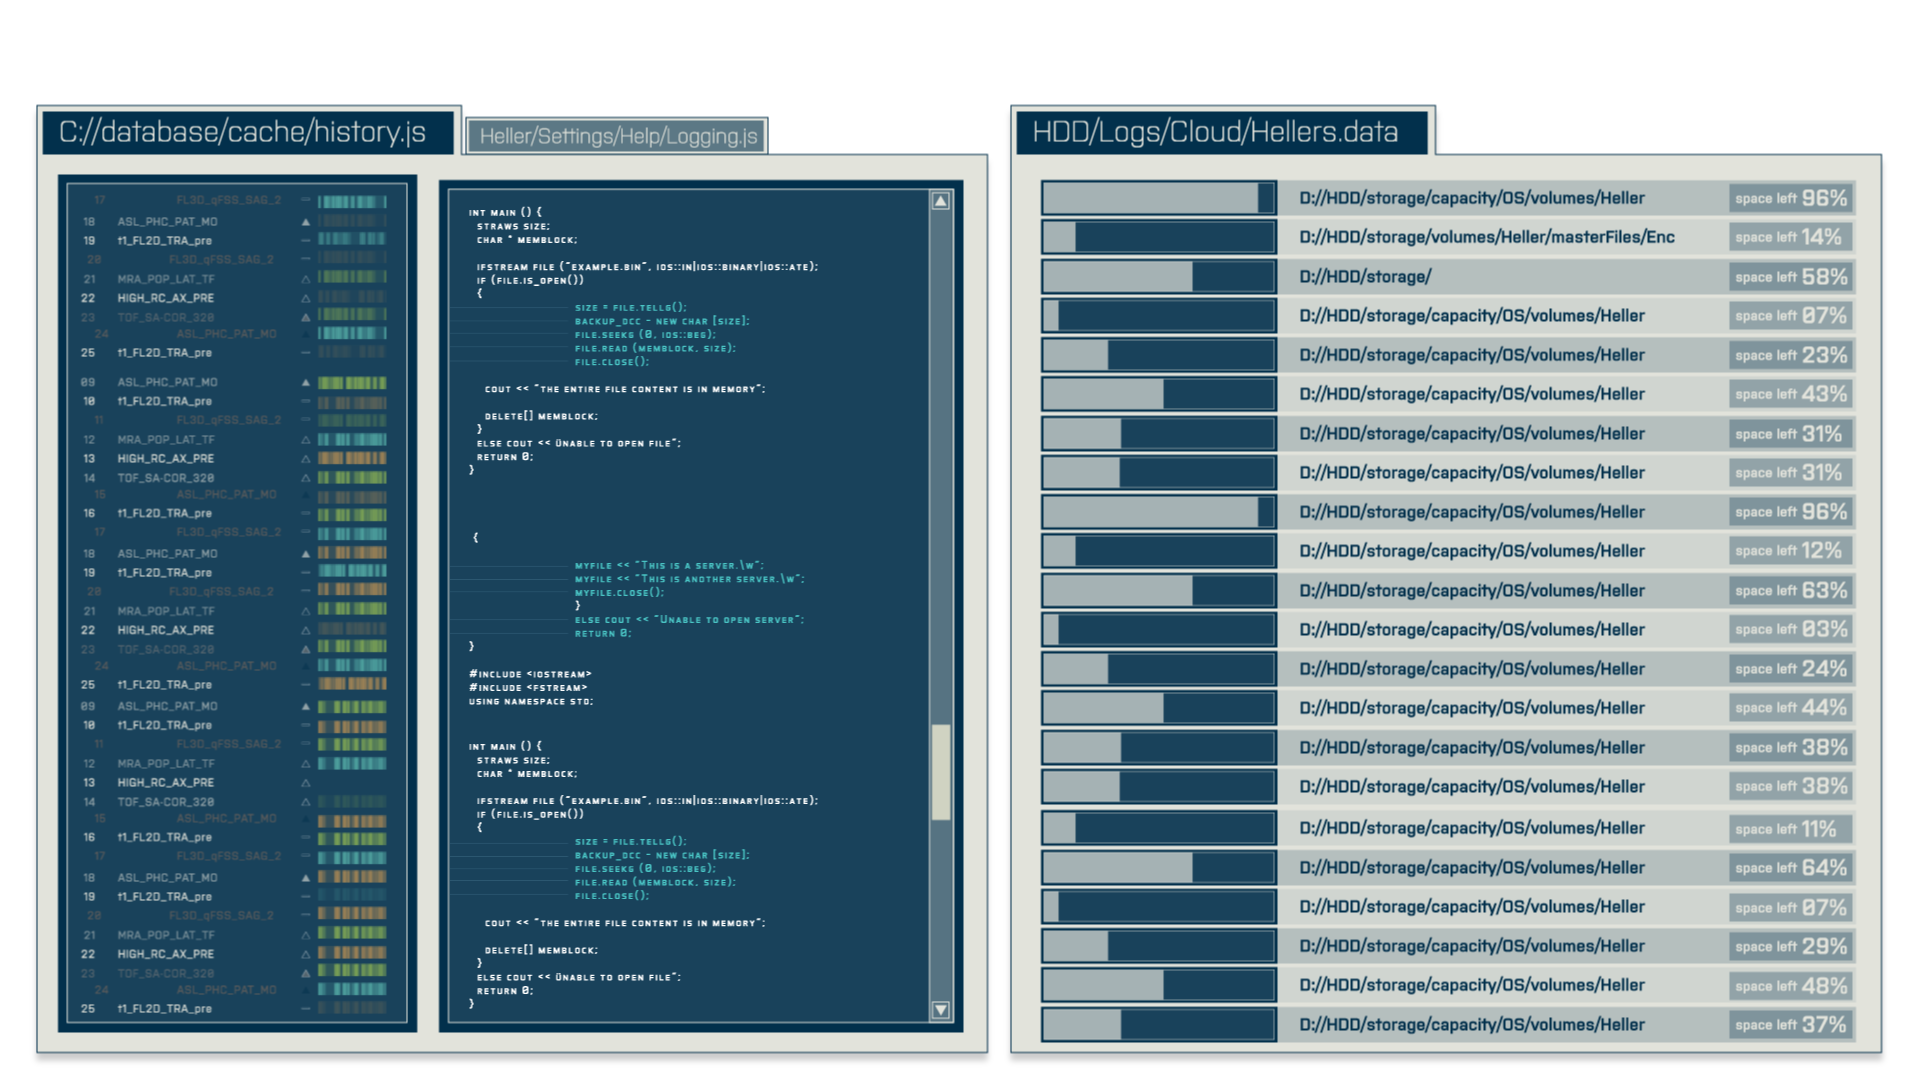 C://database/cache/history.js
Heller/Settings/Help/Logging.js
17 FL3D_qFSS_SAG_2
18 ASL_PHC_PAT_MO
19 t1_FL2D_TRA_pre
20 FL3D_qFSS_SAG_2
21 MRA_POP_LAT_TF
22 HIGH_RC_AX_PRE
23 TOF_SA-COR_320
24 ASL_PHC_PAT_MO
25 t1_FL2D_TRA_pre
09 ASL_PHC_PAT_MO
10 t1_FL2D_TRA_pre
11 FL3D_qFSS_SAG_2
12 MRA_POP_LAT_TF
13 HIGH_RC_AX_PRE
14 TOF_SA-COR_320
15 ASL_PHC_PAT_MO
16 t1_FL2D_TRA_pre
17 FL3D_qFSS_SAG_2
18 ASL_PHC_PAT_MO
19 t1_FL2D_TRA_pre
20 FL3D_qFSS_SAG_2
21 MRA_POP_LAT_TF
22 HIGH_RC_AX_PRE
23 TOF_SA-COR_320
24 ASL_PHC_PAT_MO
25 t1_FL2D_TRA_pre
09 ASL_PHC_PAT_MO
10 t1_FL2D_TRA_pre
11 FL3D_qFSS_SAG_2
12 MRA_POP_LAT_TF
13 HIGH_RC_AX_PRE
14 TOF_SA-COR_320
15 ASL_PHC_PAT_MO
16 t1_FL2D_TRA_pre
17 FL3D_qFSS_SAG_2
18 ASL_PHC_PAT_MO
19 t1_FL2D_TRA_pre
20 FL3D_qFSS_SAG_2
21 MRA_POP_LAT_TF
22 HIGH_RC_AX_PRE
23 TOF_SA-COR_320
24 ASL_PHC_PAT_MO
25 t1_FL2D_TRA_pre
INT MAIN () {
STRAWS SIZE;
CHAR * MEMBLOCK;
IFSTREAM FILE ("EXAMPLE.BIN", IOS::IN|IOS::BINARY|IOS::ATE);
IF (FILE.IS_OPEN())
{
SIZE = FILE.TELLG();
BACKUP_OCC - NEW CHAR [SIZE];
FILE.SEEKG (0, IOS::BEG);
FILE.READ (MEMBLOCK, SIZE);
FILE.CLOSE();
COUT << "THE ENTIRE FILE CONTENT IS IN MEMORY";
DELETE[] MEMBLOCK;
}
ELSE COUT << UNABLE TO OPEN FILE";
RETURN 0;
}
{
MYFILE << "THIS IS A SERVER.\W";
MYFILE << "THIS IS ANOTHER SERVER.\W";
MYFILE.CLOSE();
}
ELSE COUT << "UNABLE TO OPEN SERVER";
RETURN 0;
}
#INCLUDE <IOSTREAM>
#INCLUDE <FSTREAM>
USING NAMESPACE STD;
INT MAIN () {
STRAWS SIZE;
CHAR * MEMBLOCK;
IFSTREAM FILE ("EXAMPLE.BIN", IOS::IN|IOS::BINARY|IOS::ATE);
IF (FILE.IS_OPEN())
{
SIZE = FILE.TELLG();
BACKUP_OCC - NEW CHAR [SIZE];
FILE.SEEKG (0, IOS::BEG);
FILE.READ (MEMBLOCK, SIZE);
FILE.CLOSE();
COUT << "THE ENTIRE FILE CONTENT IS IN MEMORY";
DELETE[] MEMBLOCK;
}
ELSE COUT << UNABLE TO OPEN FILE";
RETURN 0;
}
HDD/Logs/Cloud/Hellers.data
D://HDD/storage/capacity/OS/volumes/Heller space left 96%
D://HDD/storage/volumes/Heller/masterFiles/Enc space left 14%
D://HDD/storage/ space left 58%
D://HDD/storage/capacity/OS/volumes/Heller space left 07%
D://HDD/storage/capacity/OS/volumes/Heller space left 23%
D://HDD/storage/capacity/OS/volumes/Heller space left 43%
D://HDD/storage/capacity/OS/volumes/Heller space left 31%
D://HDD/storage/capacity/OS/volumes/Heller space left 31%
D://HDD/storage/capacity/OS/volumes/Heller space left 96%
D://HDD/storage/capacity/OS/volumes/Heller space left 12%
D://HDD/storage/capacity/OS/volumes/Heller space left 63%
D://HDD/storage/capacity/OS/volumes/Heller space left 03%
D://HDD/storage/capacity/OS/volumes/Heller space left 24%
D://HDD/storage/capacity/OS/volumes/Heller space left 44%
D://HDD/storage/capacity/OS/volumes/Heller space left 38%
D://HDD/storage/capacity/OS/volumes/Heller space left 38%
D://HDD/storage/capacity/OS/volumes/Heller space left 11%
D://HDD/storage/capacity/OS/volumes/Heller space left 64%
D://HDD/storage/capacity/OS/volumes/Heller space left 07%
D://HDD/storage/capacity/OS/volumes/Heller space left 29%
D://HDD/storage/capacity/OS/volumes/Heller space left 48%
D://HDD/storage/capacity/OS/volumes/Heller space left 37%